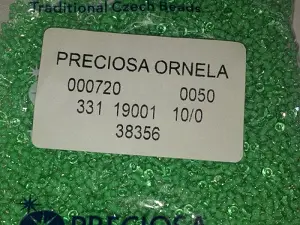 Traditional Czech Beads
PRECIOSA ORNELA
000720 0050
331 19001 10/0
38356
PRECIOSA